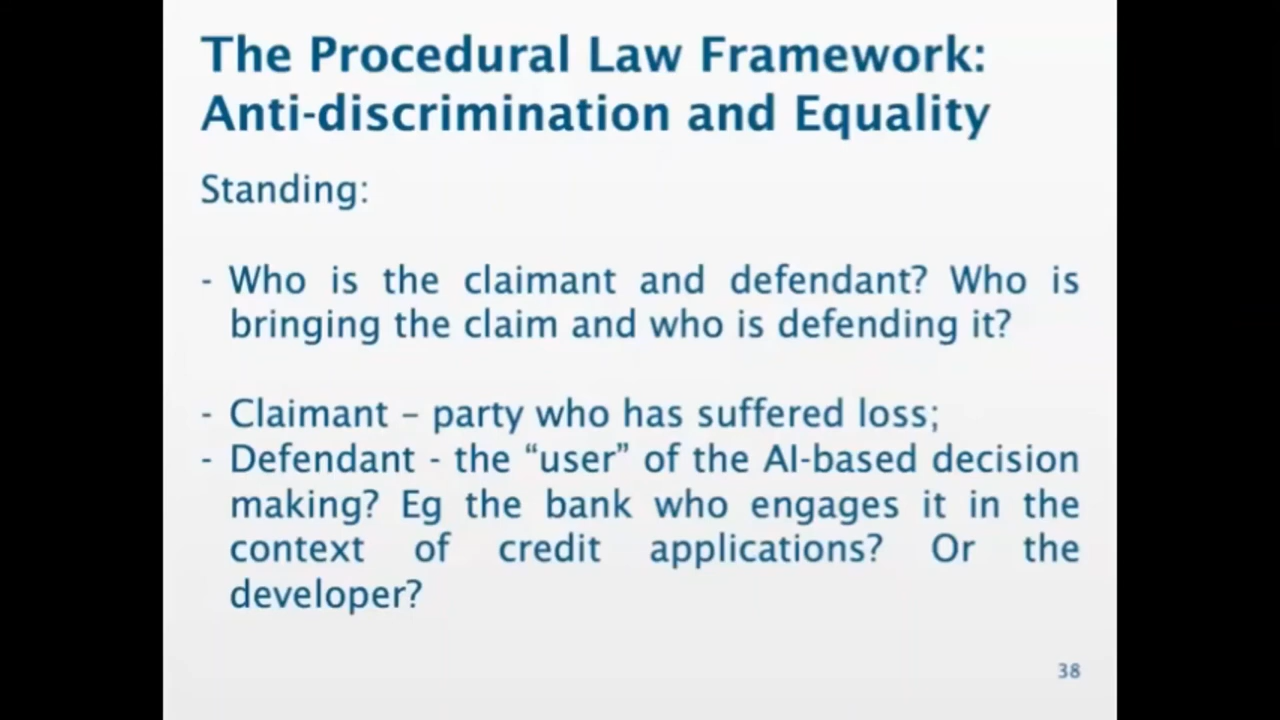 The Procedural Law Framework:
Anti-discrimination and Equality
Standing:
- Who is the claimant and defendant? Who is
bringing the claim and who is defending it?
- Claimant – party who has suffered loss;
- Defendant - the “user” of the AI-based decision
making? Eg the bank who engages it in the
context of credit applications? Or the
developer?
38